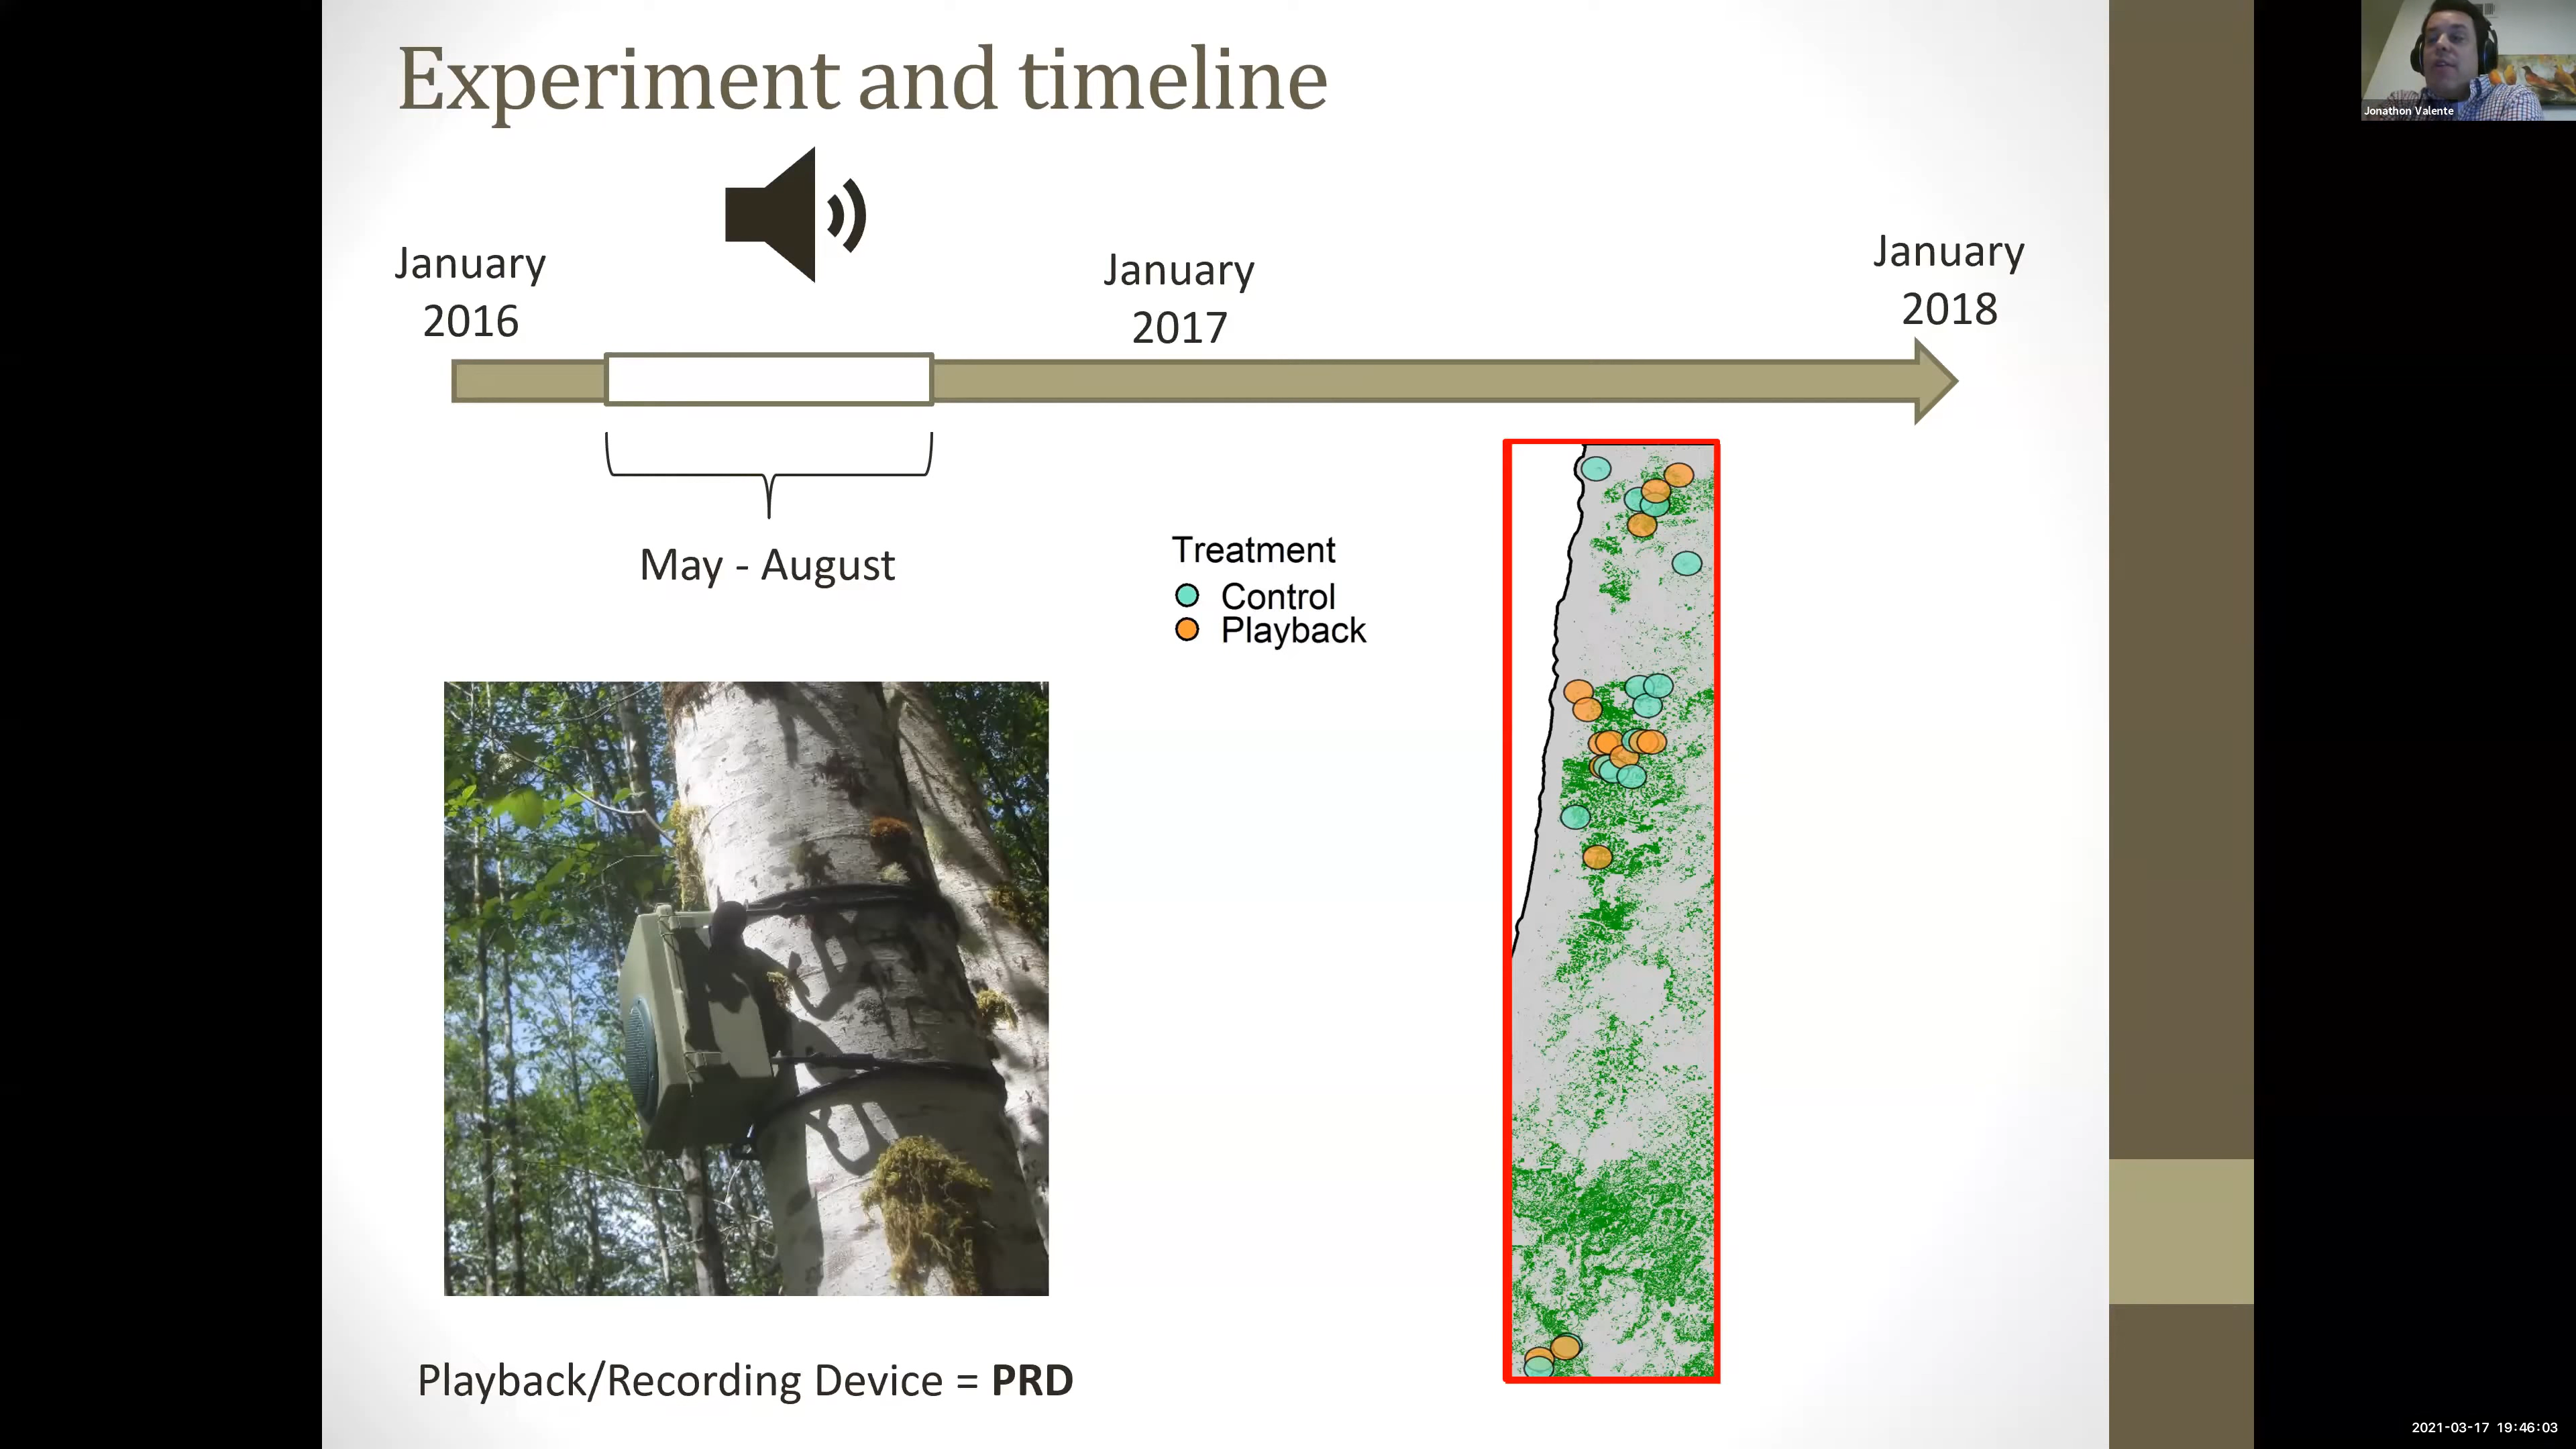 Experiment and timeline
January
2016
January
2017
January
2018
May - August
Treatment
Control
Playback
Playback/Recording Device = PRD
Jonathon Valente
2021-03-17 19:46:03